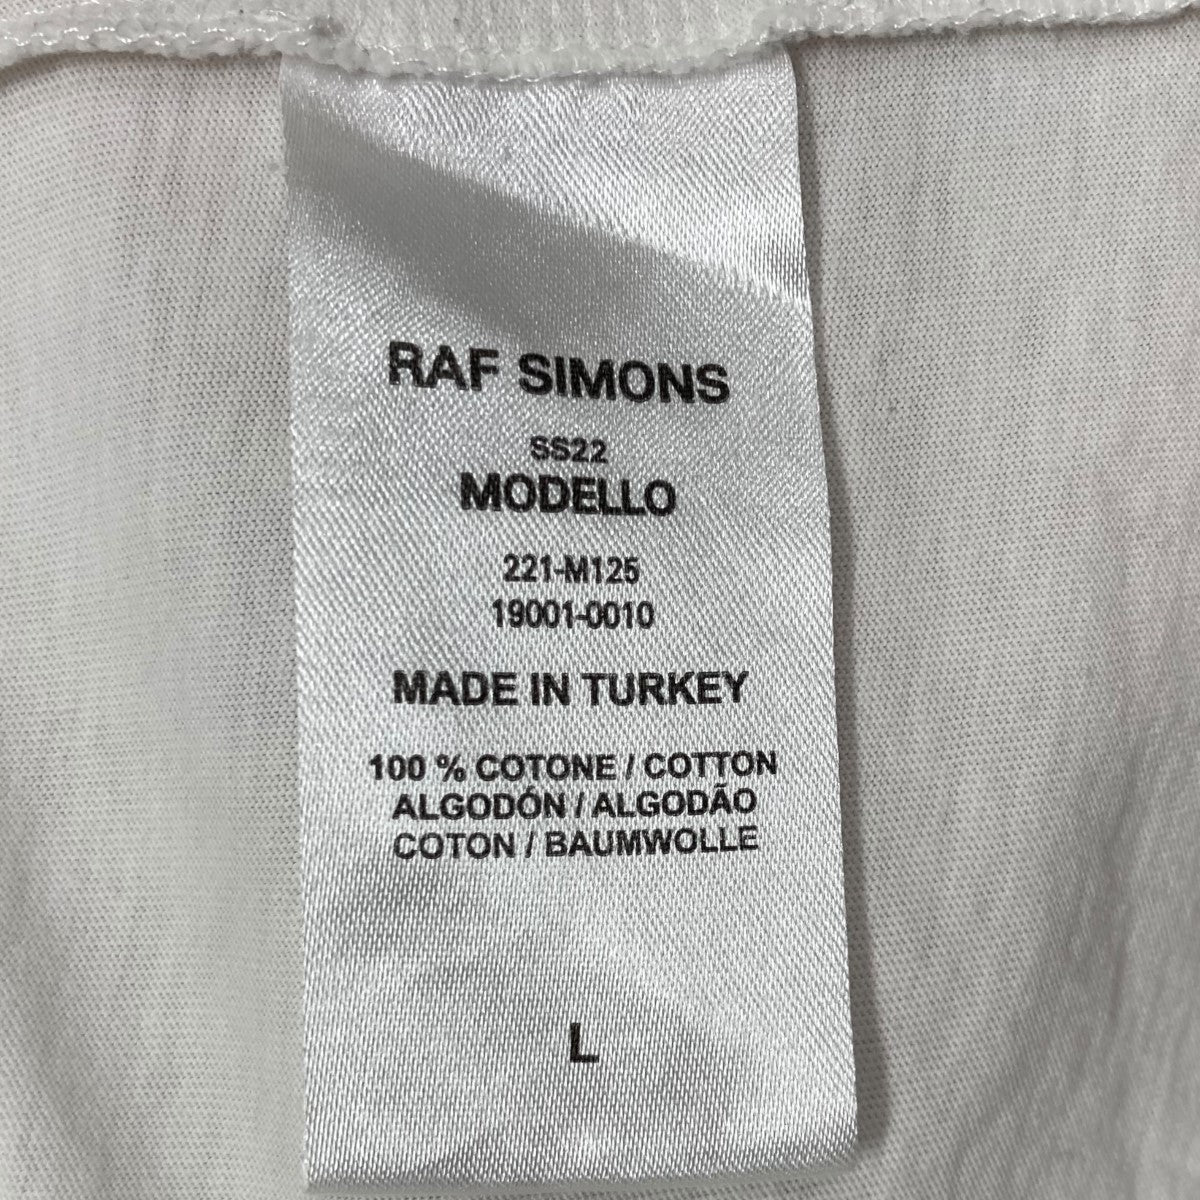 RAF SIMONS
SS22
MODELLO
221-M125
19001-0010
MADE IN TURKEY
100 % COTONE / COTTON
ALGODÓN / ALGODÃO
COTON / BAUMWOLLE
L